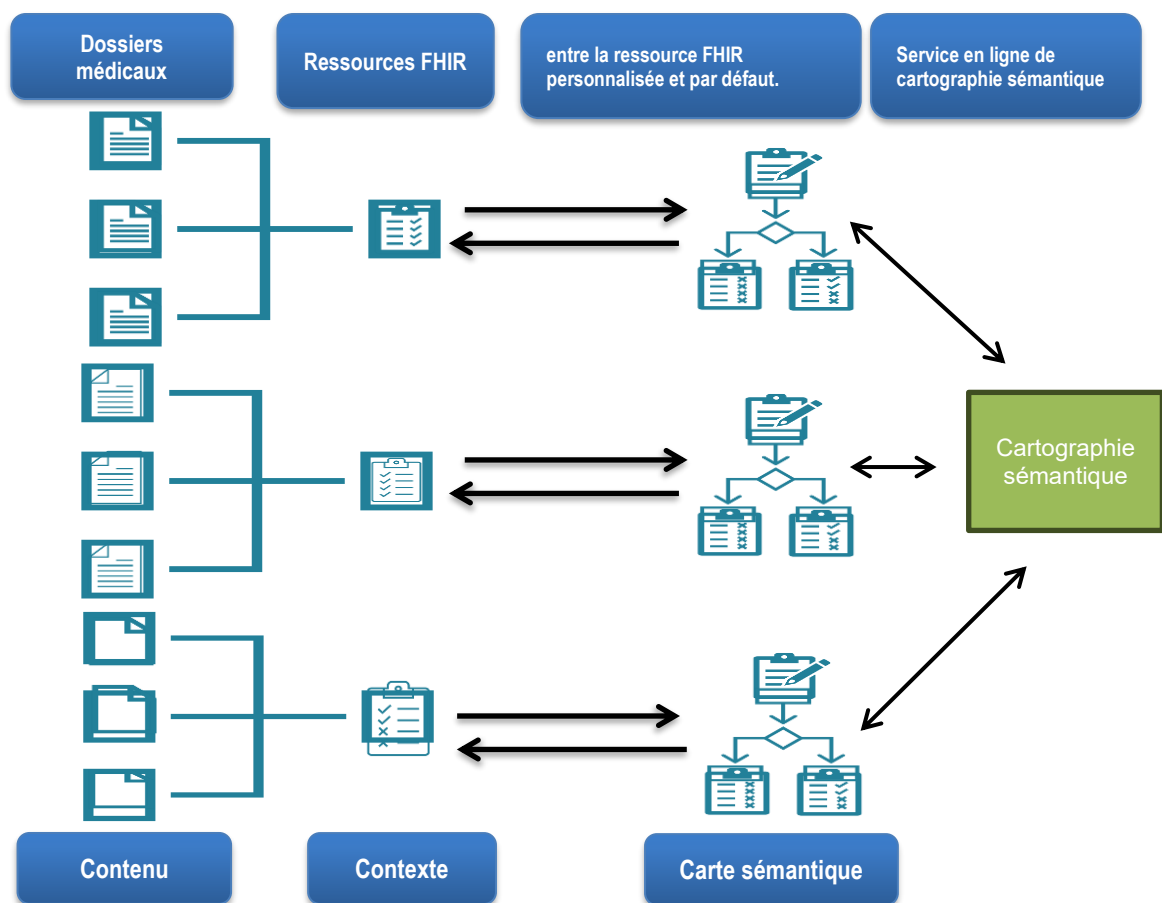 Dossiers
médicaux
Ressources FHIR
entre la ressource FHIR
personnalisée et par défaut.
Service en ligne de
cartographie sémantique
Cartographie
sémantique
Contenu
Contexte
Carte sémantique